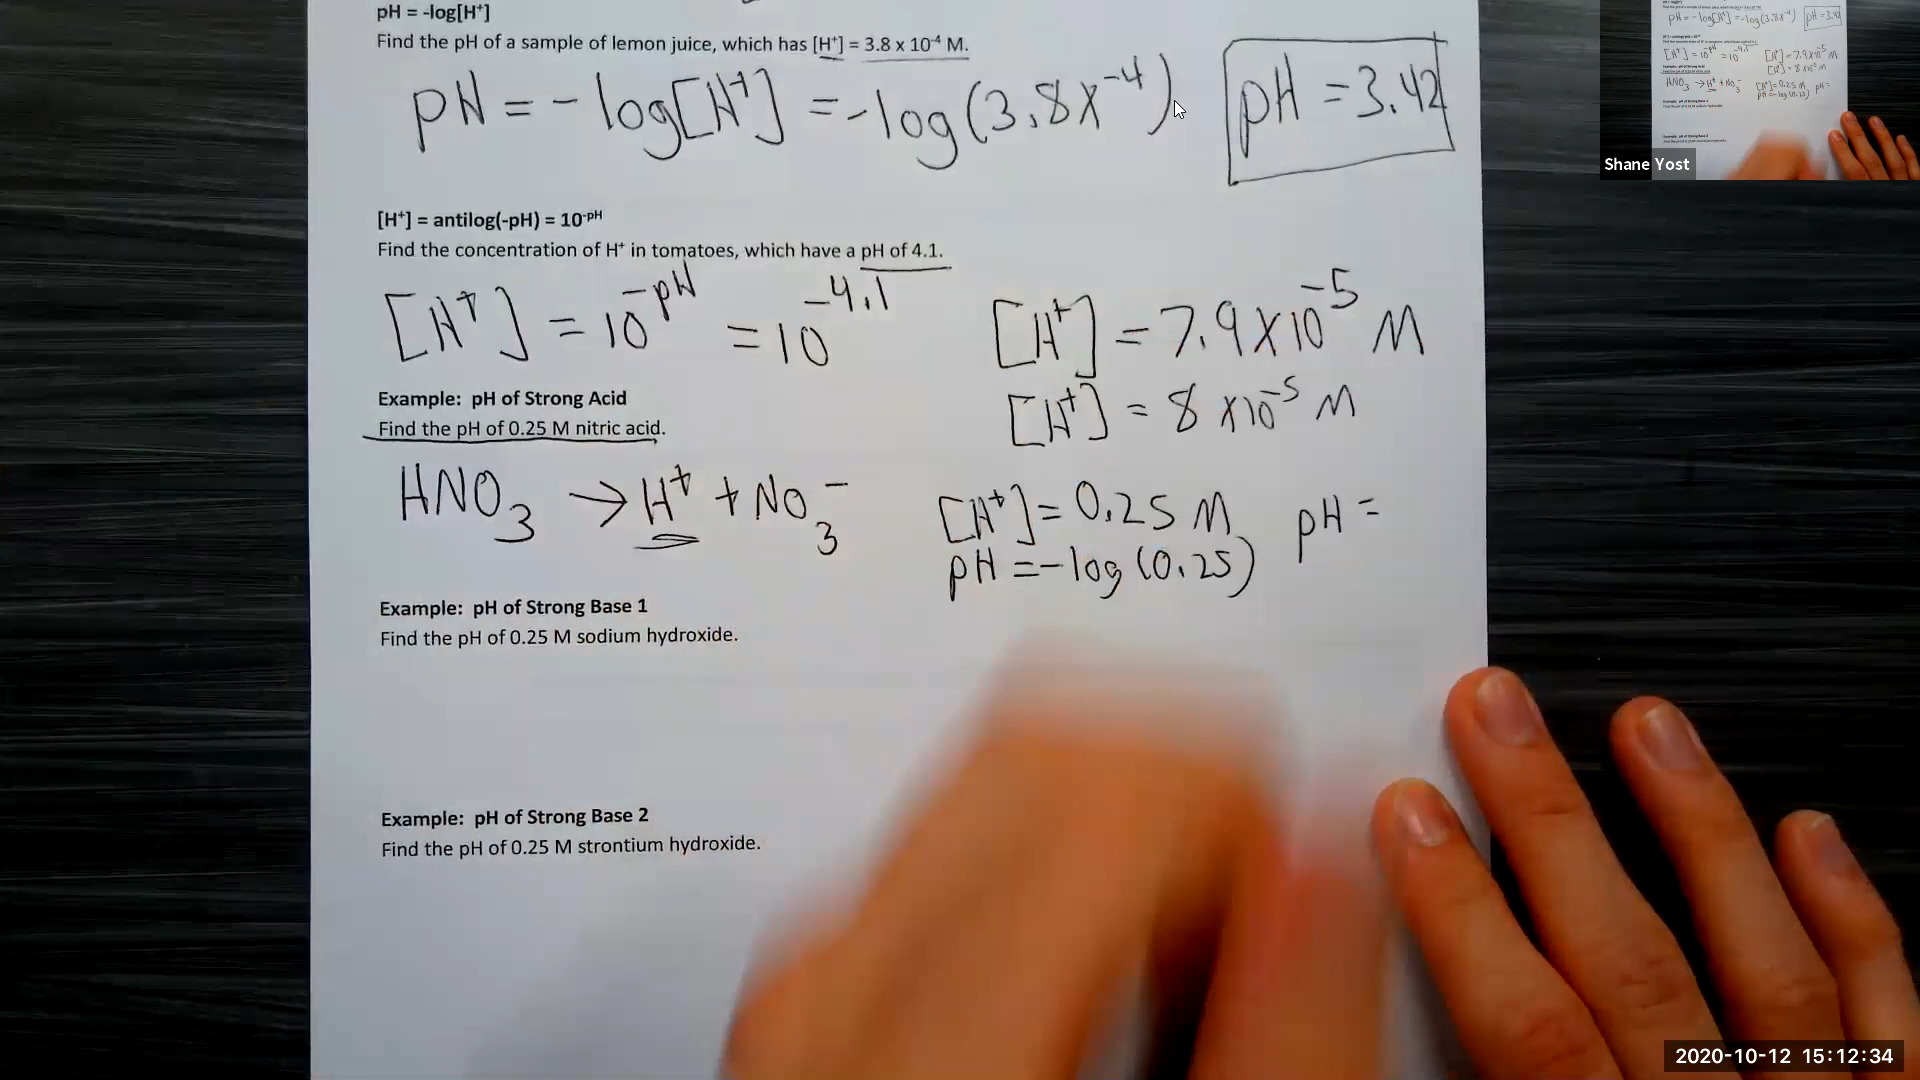 pH = -log[H⁺]
Find the pH of a sample of lemon juice, which has [H⁺] = 3.8 x 10⁻⁴ M.
pH = - log[H⁺] = -log(3.8x⁻⁴)
pH = 3.42
[H⁺] = antilog(-pH) = 10⁻ᵖᴴ
Find the concentration of H⁺ in tomatoes, which have a pH of 4.1.
[H⁺] = 10^-pH = 10^-4.1
[H⁺] = 7.9 x 10⁻⁵ M
[H⁺] = 8 x10⁻⁵ M
Example: pH of Strong Acid
Find the pH of 0.25 M nitric acid.
HNO₃ → H⁺ + NO₃⁻
[H⁺] = 0.25 M
pH =
pH = -log(0.25)
Example: pH of Strong Base 1
Find the pH of 0.25 M sodium hydroxide.
Example: pH of Strong Base 2
Find the pH of 0.25 M strontium hydroxide.
Shane Yost
2020-10-12 15:12:34